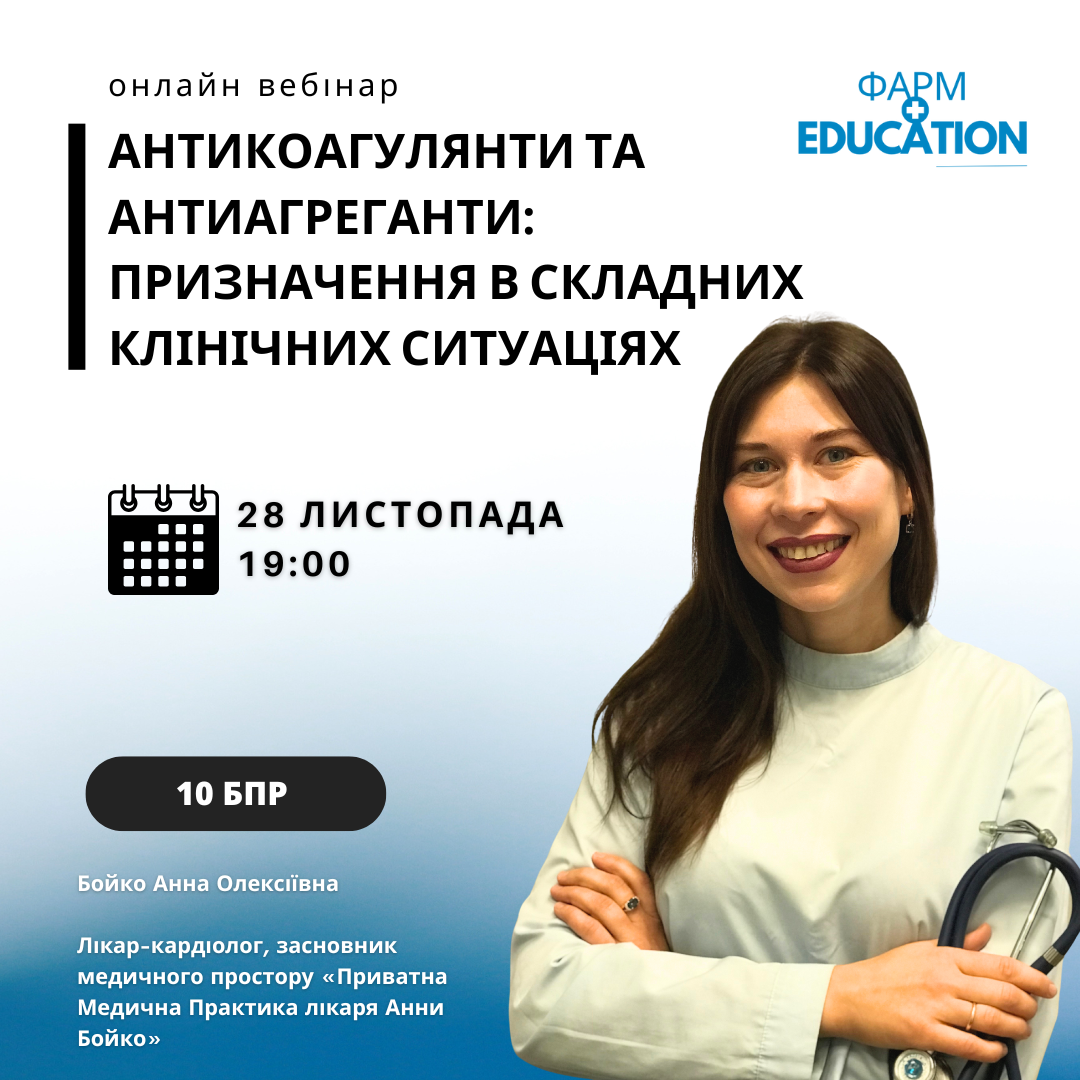 онлайн вебінар
АНТИКОАГУЛЯНТИ ТА
АНТИАГРЕГАНТИ:
ПРИЗНАЧЕННЯ В СКЛАДНИХ
КЛІНІЧНИХ СИТУАЦІЯХ
ФАРМ
EDUCATION
28 ЛИСТОПАДА
19:00
10 БПР
Бойко Анна Олексіївна
Лікар-кардіолог, засновник
медичного простору «Приватна
Медична Практика лікаря Анни
Бойко»